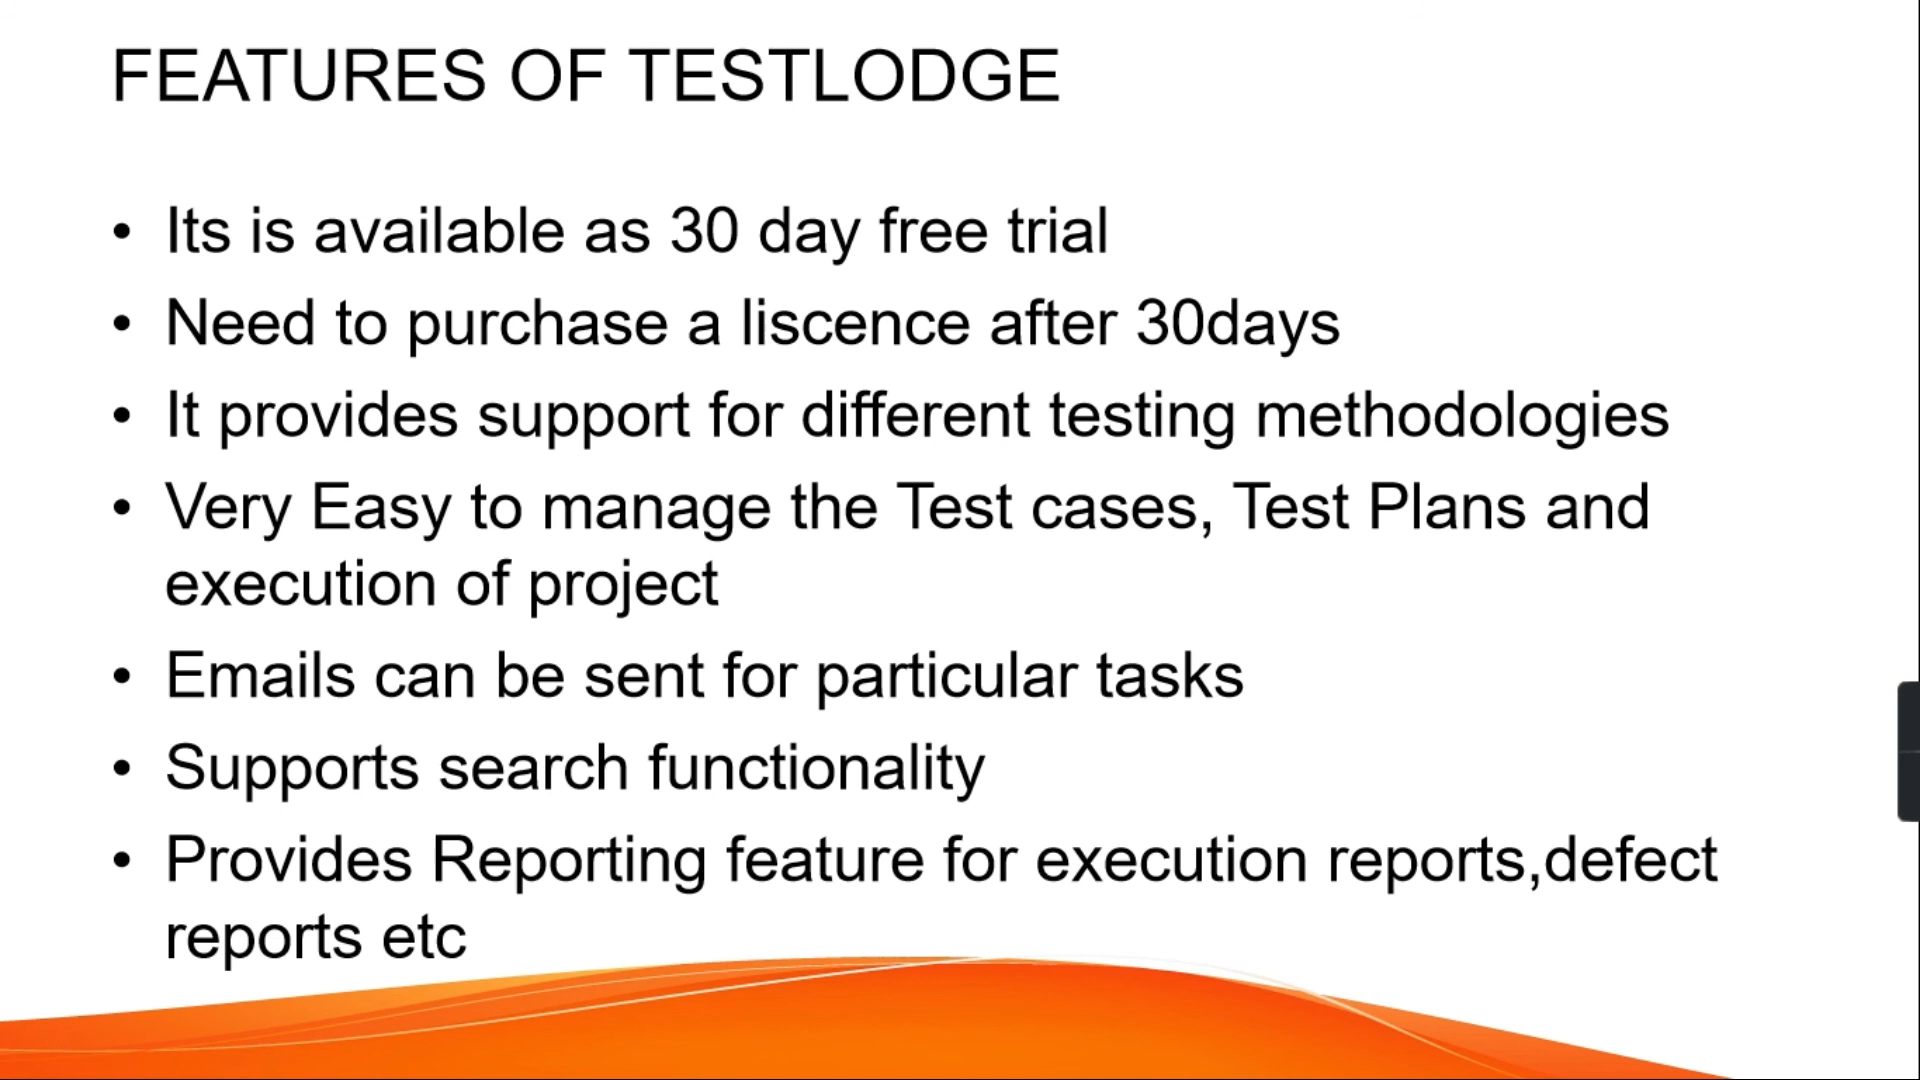 FEATURES OF TESTLODGE
• Its is available as 30 day free trial
• Need to purchase a liscence after 30days
• It provides support for different testing methodologies
• Very Easy to manage the Test cases, Test Plans and
execution of project
• Emails can be sent for particular tasks
• Supports search functionality
• Provides Reporting feature for execution reports,defect
reports etc